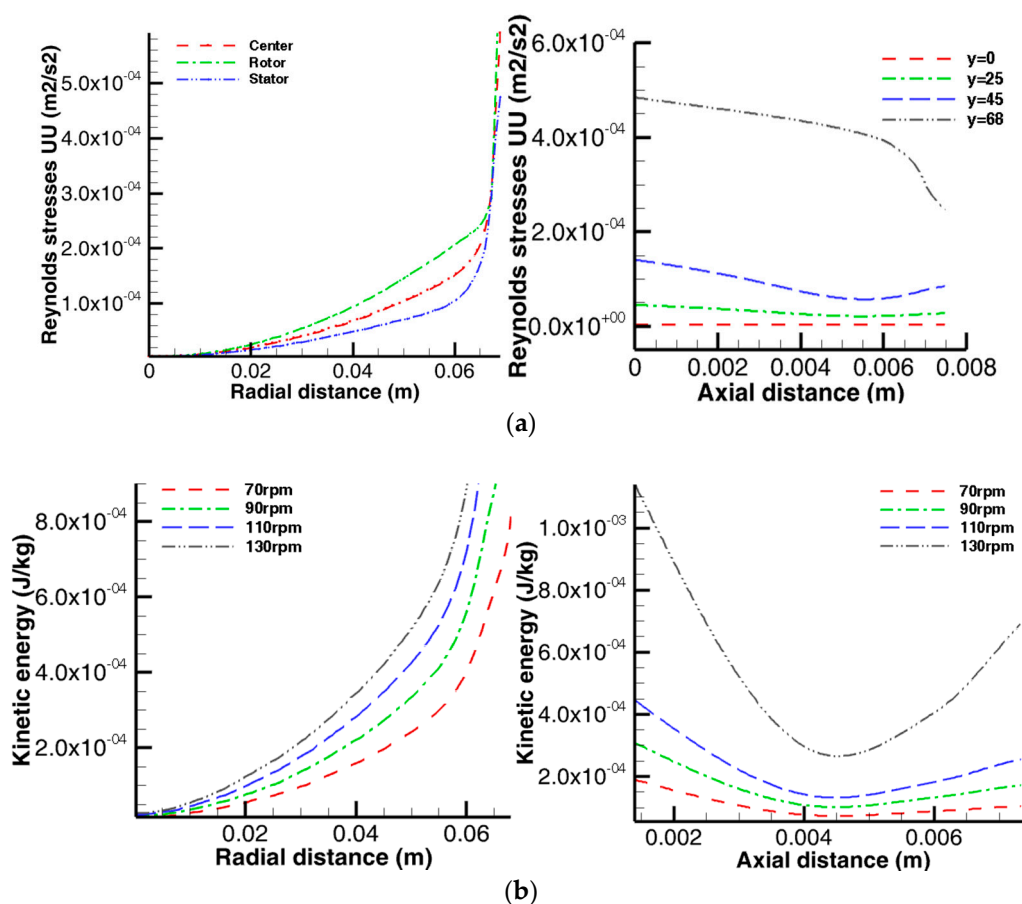 Reynolds stresses UU (m2/s2)
5.0x10-04
4.0x10-04
3.0x10-04
2.0x10-04
1.0x10-04
Center
Rotor
Stator
0 0.02 0.04 0.06
Radial distance (m)
Reynolds stresses UU (m2/s2)
6.0x10-04
4.0x10-04
2.0x10-04
0.0x10+00
y=0
y=25
y=45
y=68
0 0.002 0.004 0.006 0.008
Axial distance (m)
(a)
Kinetic energy (J/kg)
8.0x10-04
6.0x10-04
4.0x10-04
2.0x10-04
70rpm
90rpm
110rpm
130rpm
0.02 0.04 0.06
Radial distance (m)
Kinetic energy (J/kg)
1.0x10-03
8.0x10-04
6.0x10-04
4.0x10-04
2.0x10-04
70rpm
90rpm
110rpm
130rpm
0.002 0.004 0.006
Axial distance (m)
(b)